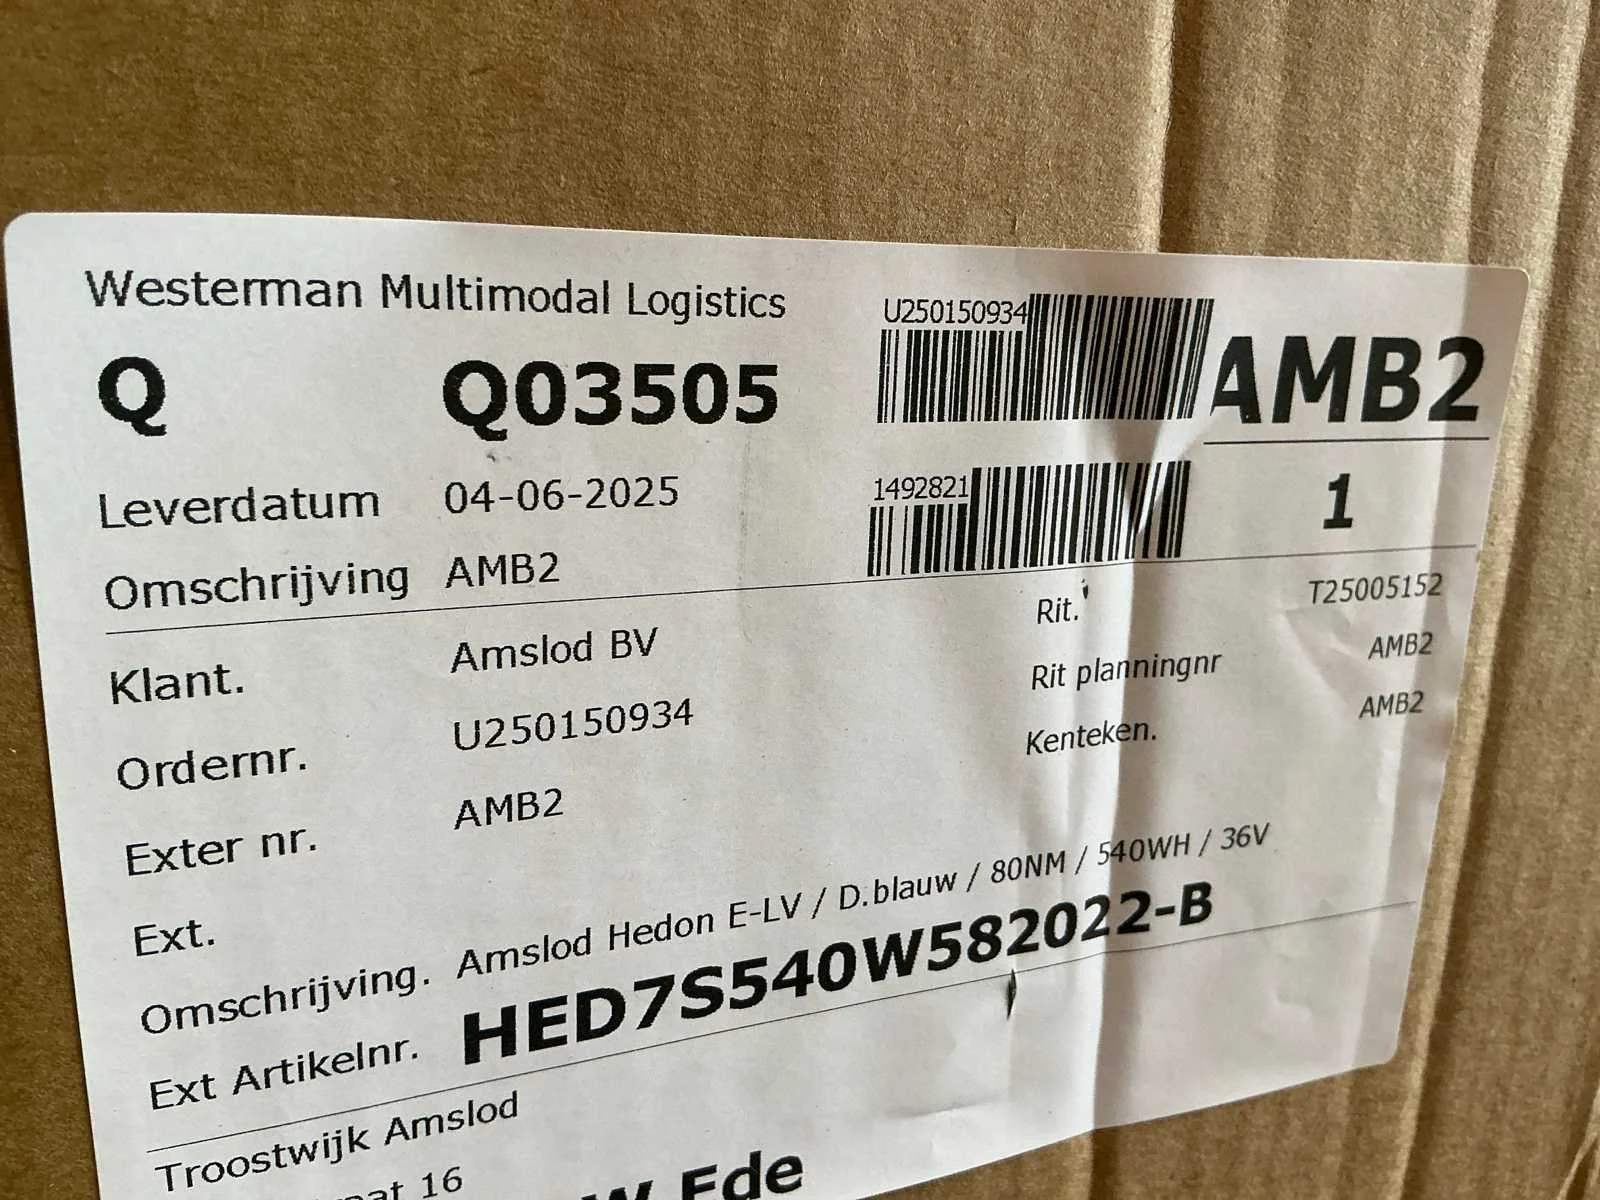 Westerman Multimodal Logistics
Q Q03505
U250150934
AMB2
Leverdatum 04-06-2025
1492821
1
Omschrijving AMB2
Klant. Amslod BV
Rit. T25005152
Ordernr. U250150934
Rit planningnr AMB2
Exter nr. AMB2
Kenteken. AMB2
Ext.
Omschrijving. Amslod Hedon E-LV / D.blauw / 80NM / 540WH / 36V
Ext Artikelnr. HED7S540W582022-B
Troostwijk Amslod
16
Ede